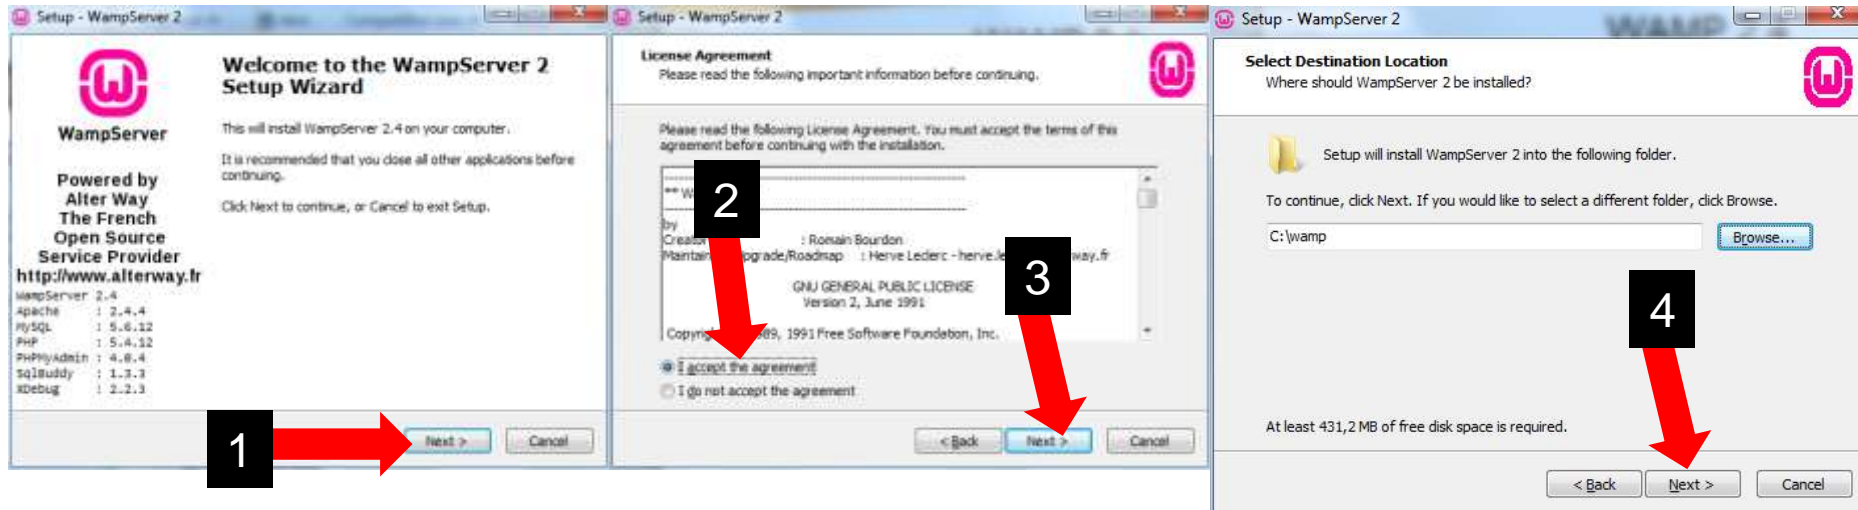 Setup - WampServer 2
Welcome to the WampServer 2
Setup Wizard
This will install WampServer 2.4 on your computer.
It is recommended that you close all other applications before
continuing.
Click Next to continue, or Cancel to exit Setup.
WampServer
Powered by
Alter Way
The French
Open Source
Service Provider
http://www.alterway.fr
WampServer 2.4
Apache : 2.4.4
MySQL : 5.6.12
PHP : 5.4.12
PHPMyAdmin : 4.0.4
SqlBuddy : 1.3.3
XDebug : 2.2.3
1
Next >
Cancel
Setup - WampServer 2
License Agreement
Please read the following important information before continuing.
Please read the following License Agreement. You must accept the terms of this
agreement before continuing with the installation.
** W
2
by
Creator : Romain Bourdon
Maintain pgrade/Roadmap : Herve Leclerc - herve.le way.fr
3
GNU GENERAL PUBLIC LICENSE
Version 2, June 1991
Copyrig 89, 1991 Free Software Foundation, Inc.
I accept the agreement
I do not accept the agreement
< Back
Next >
Cancel
Setup - WampServer 2
Select Destination Location
Where should WampServer 2 be installed?
Setup will install WampServer 2 into the following folder.
To continue, click Next. If you would like to select a different folder, click Browse.
C:\wamp
Browse...
4
At least 431,2 MB of free disk space is required.
< Back
Next >
Cancel